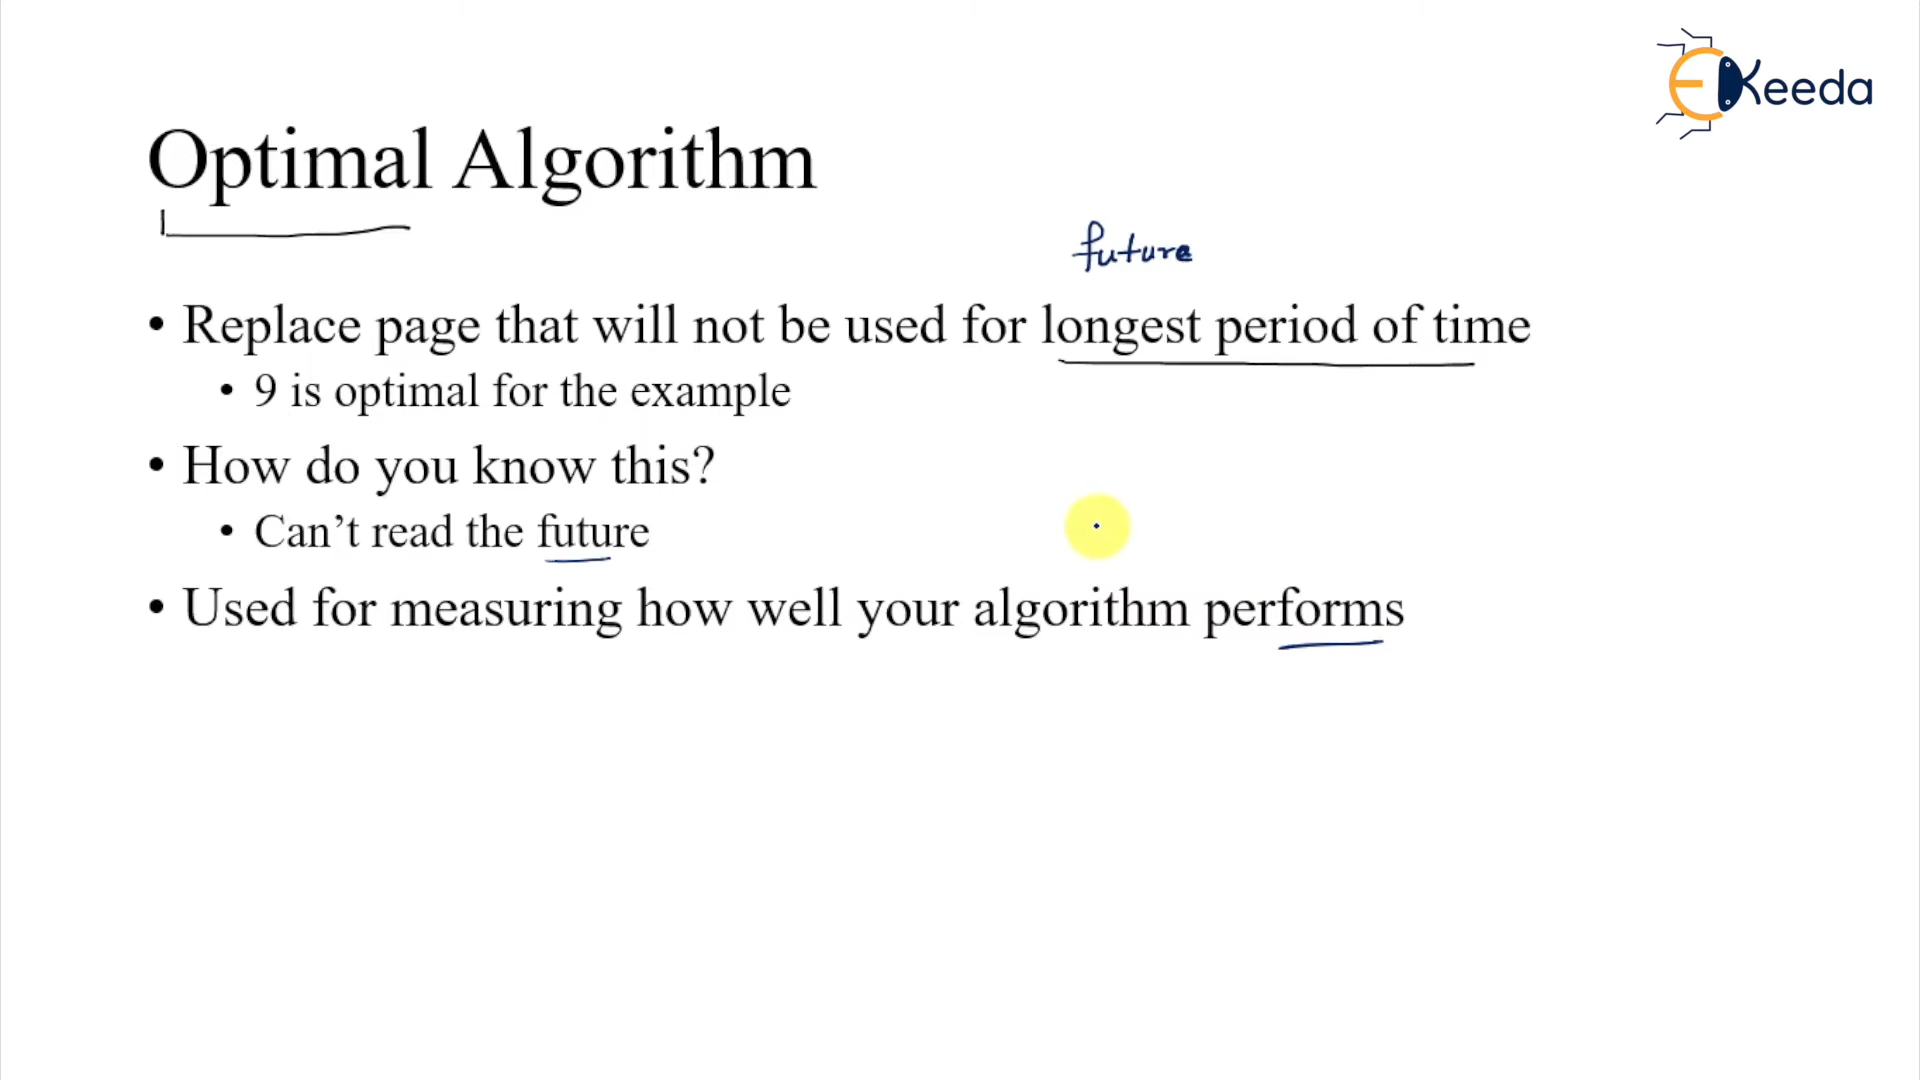 EKeeda
Optimal Algorithm
future
• Replace page that will not be used for longest period of time
• 9 is optimal for the example
• How do you know this?
• Can’t read the future
• Used for measuring how well your algorithm performs